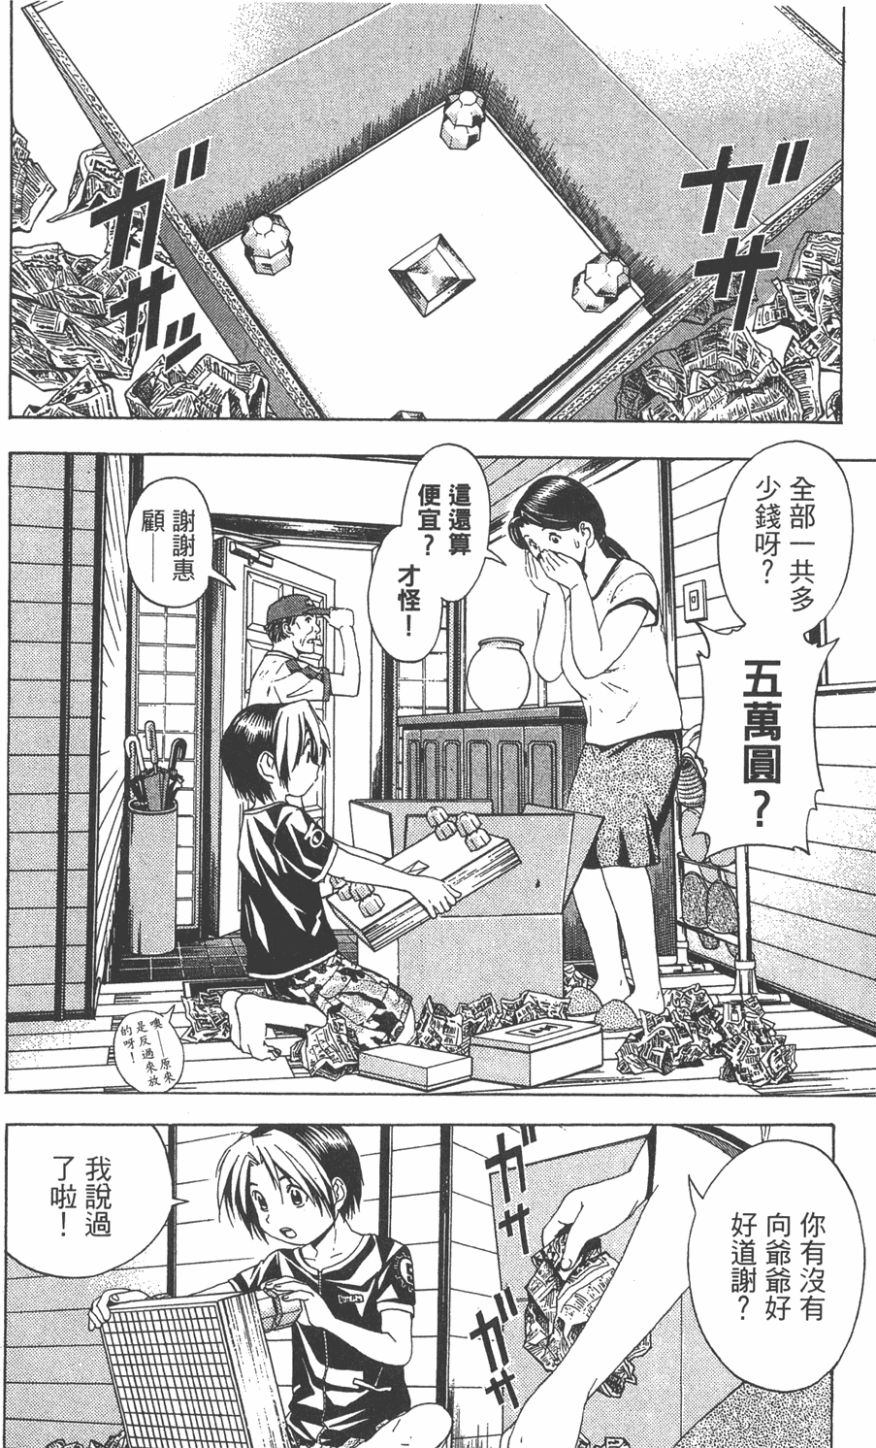 ガ
サ
ガ
サッ
全部一共多
少錢呀？
五萬圓？
這還算
便宜？才怪！
謝謝惠
顧——
噢——原來
是反過來放
的呀！
你有沒有
向爺爺好
好道謝？
ガサ
ガサ
我說過
了啦！